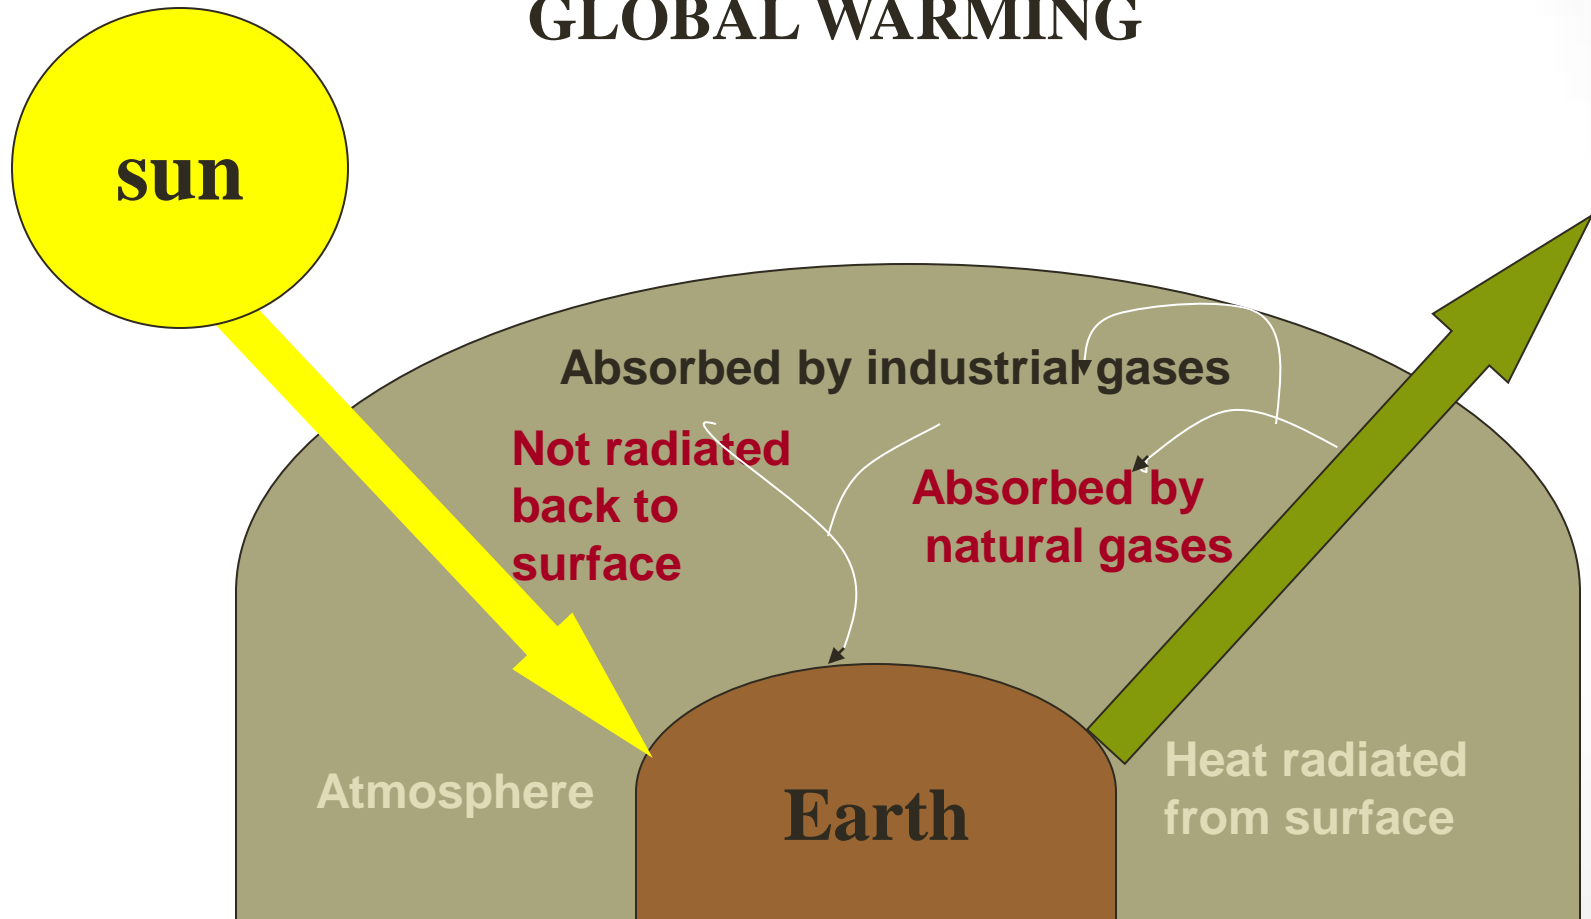 GLOBAL WARMING
sun
Absorbed by industrial gases
Not radiated
back to
surface
Absorbed by
natural gases
Atmosphere
Earth
Heat radiated
from surface